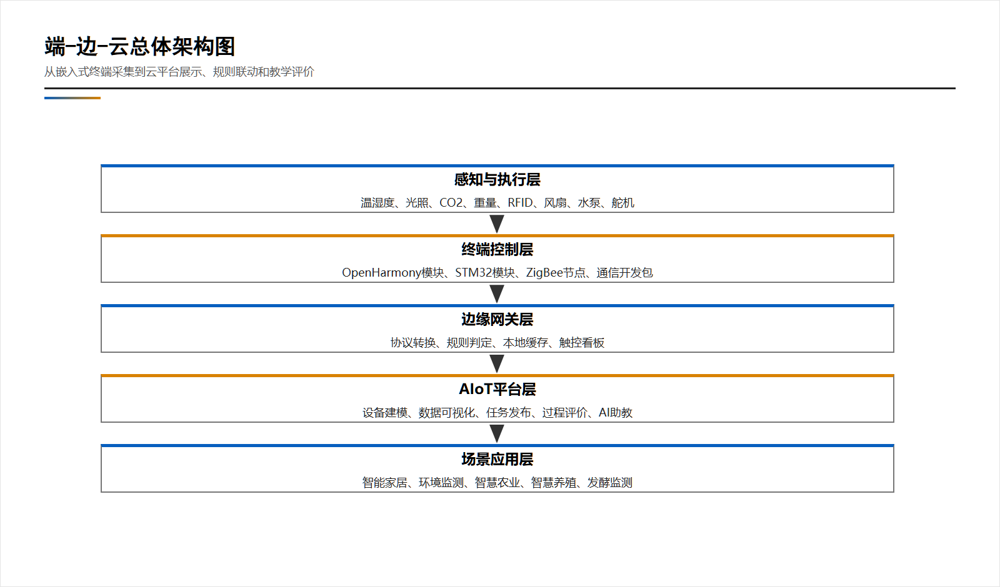 端–边–云总体架构图
从嵌入式终端采集到云平台展示、规则联动和教学评价
感知与执行层
温湿度、光照、CO2、重量、RFID、风扇、水泵、舵机
终端控制层
OpenHarmony模块、STM32模块、ZigBee节点、通信开发包
边缘网关层
协议转换、规则判定、本地缓存、触控看板
AIoT平台层
设备建模、数据可视化、任务发布、过程评价、AI助教
场景应用层
智能家居、环境监测、智慧农业、智慧养殖、发酵监测